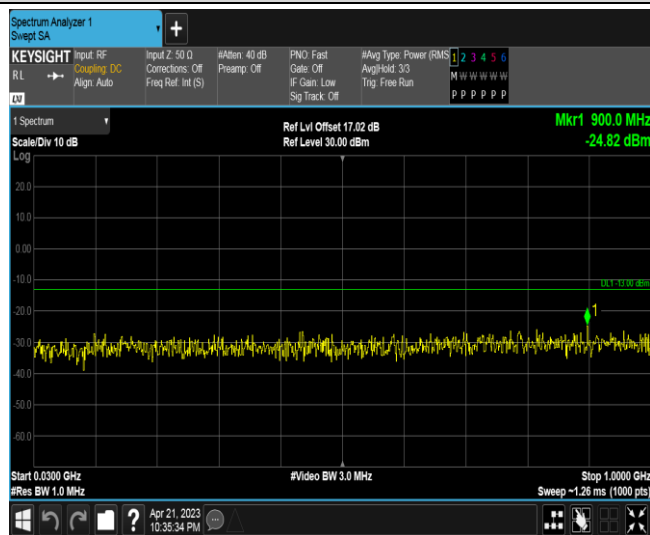 Spectrum Analyzer 1
Swept SA
+
KEYSIGHT
RL
LXI
Input: RF
Coupling: DC
Align: Auto
Input Z: 50 Ω
Corrections: Off
Freq Ref: Int (S)
#Atten: 40 dB
Preamp: Off
PNO: Fast
Gate: Off
IF Gain: Low
Sig Track: Off
#Avg Type: Power (RMS
Avg|Hold: 3/3
Trig: Free Run
1 2 3 4 5 6
M W W W W W
P P P P P P
1 Spectrum
Scale/Div 10 dB
Log
Ref Lvl Offset 17.02 dB
Ref Level 30.00 dBm
Mkr1 900.0 MHz
-24.82 dBm
20.0
10.0
0.00
-10.0
DL1 -13.00 dBm
-20.0
1
-30.0
-40.0
-50.0
-60.0
Start 0.0300 GHz
#Res BW 1.0 MHz
#Video BW 3.0 MHz
Stop 1.0000 GHz
Sweep ~1.26 ms (1000 pts)
?
Apr 21, 2023
10:35:34 PM